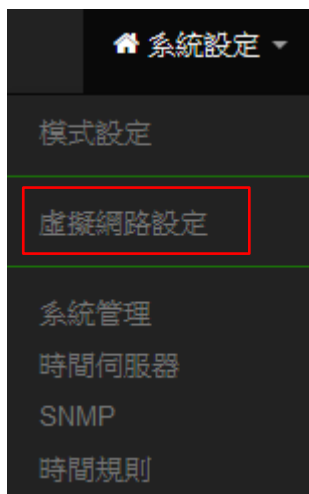 系統設定
模式設定
虛擬網路設定
系統管理
時間伺服器
SNMP
時間規則